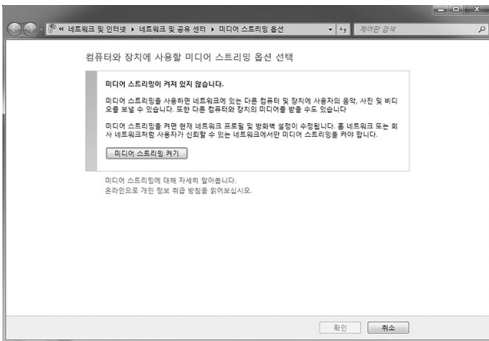 « 네트워크 및 인터넷 ▸ 네트워크 및 공유 센터 ▸ 미디어 스트리밍 옵션
제어판 검색
컴퓨터와 장치에 사용할 미디어 스트리밍 옵션 선택
미디어 스트리밍이 켜져 있지 않습니다.
미디어 스트리밍을 사용하면 네트워크에 있는 다른 컴퓨터 및 장치에 사용자의 음악, 사진 및 비디
오를 보낼 수 있습니다. 또한 다른 컴퓨터와 장치의 미디어를 받을 수도 있습니다
미디어 스트리밍을 켜면 현재 네트워크 프로필 및 방화벽 설정이 수정됩니다. 홈 네트워크 또는 회
사 네트워크처럼 사용자가 신뢰할 수 있는 네트워크에서만 미디어 스트리밍을 켜야 합니다.
미디어 스트리밍 켜기
미디어 스트리밍에 대해 자세히 알아봅니다.
온라인으로 개인 정보 취급 방침을 읽어보십시오.
확인
취소